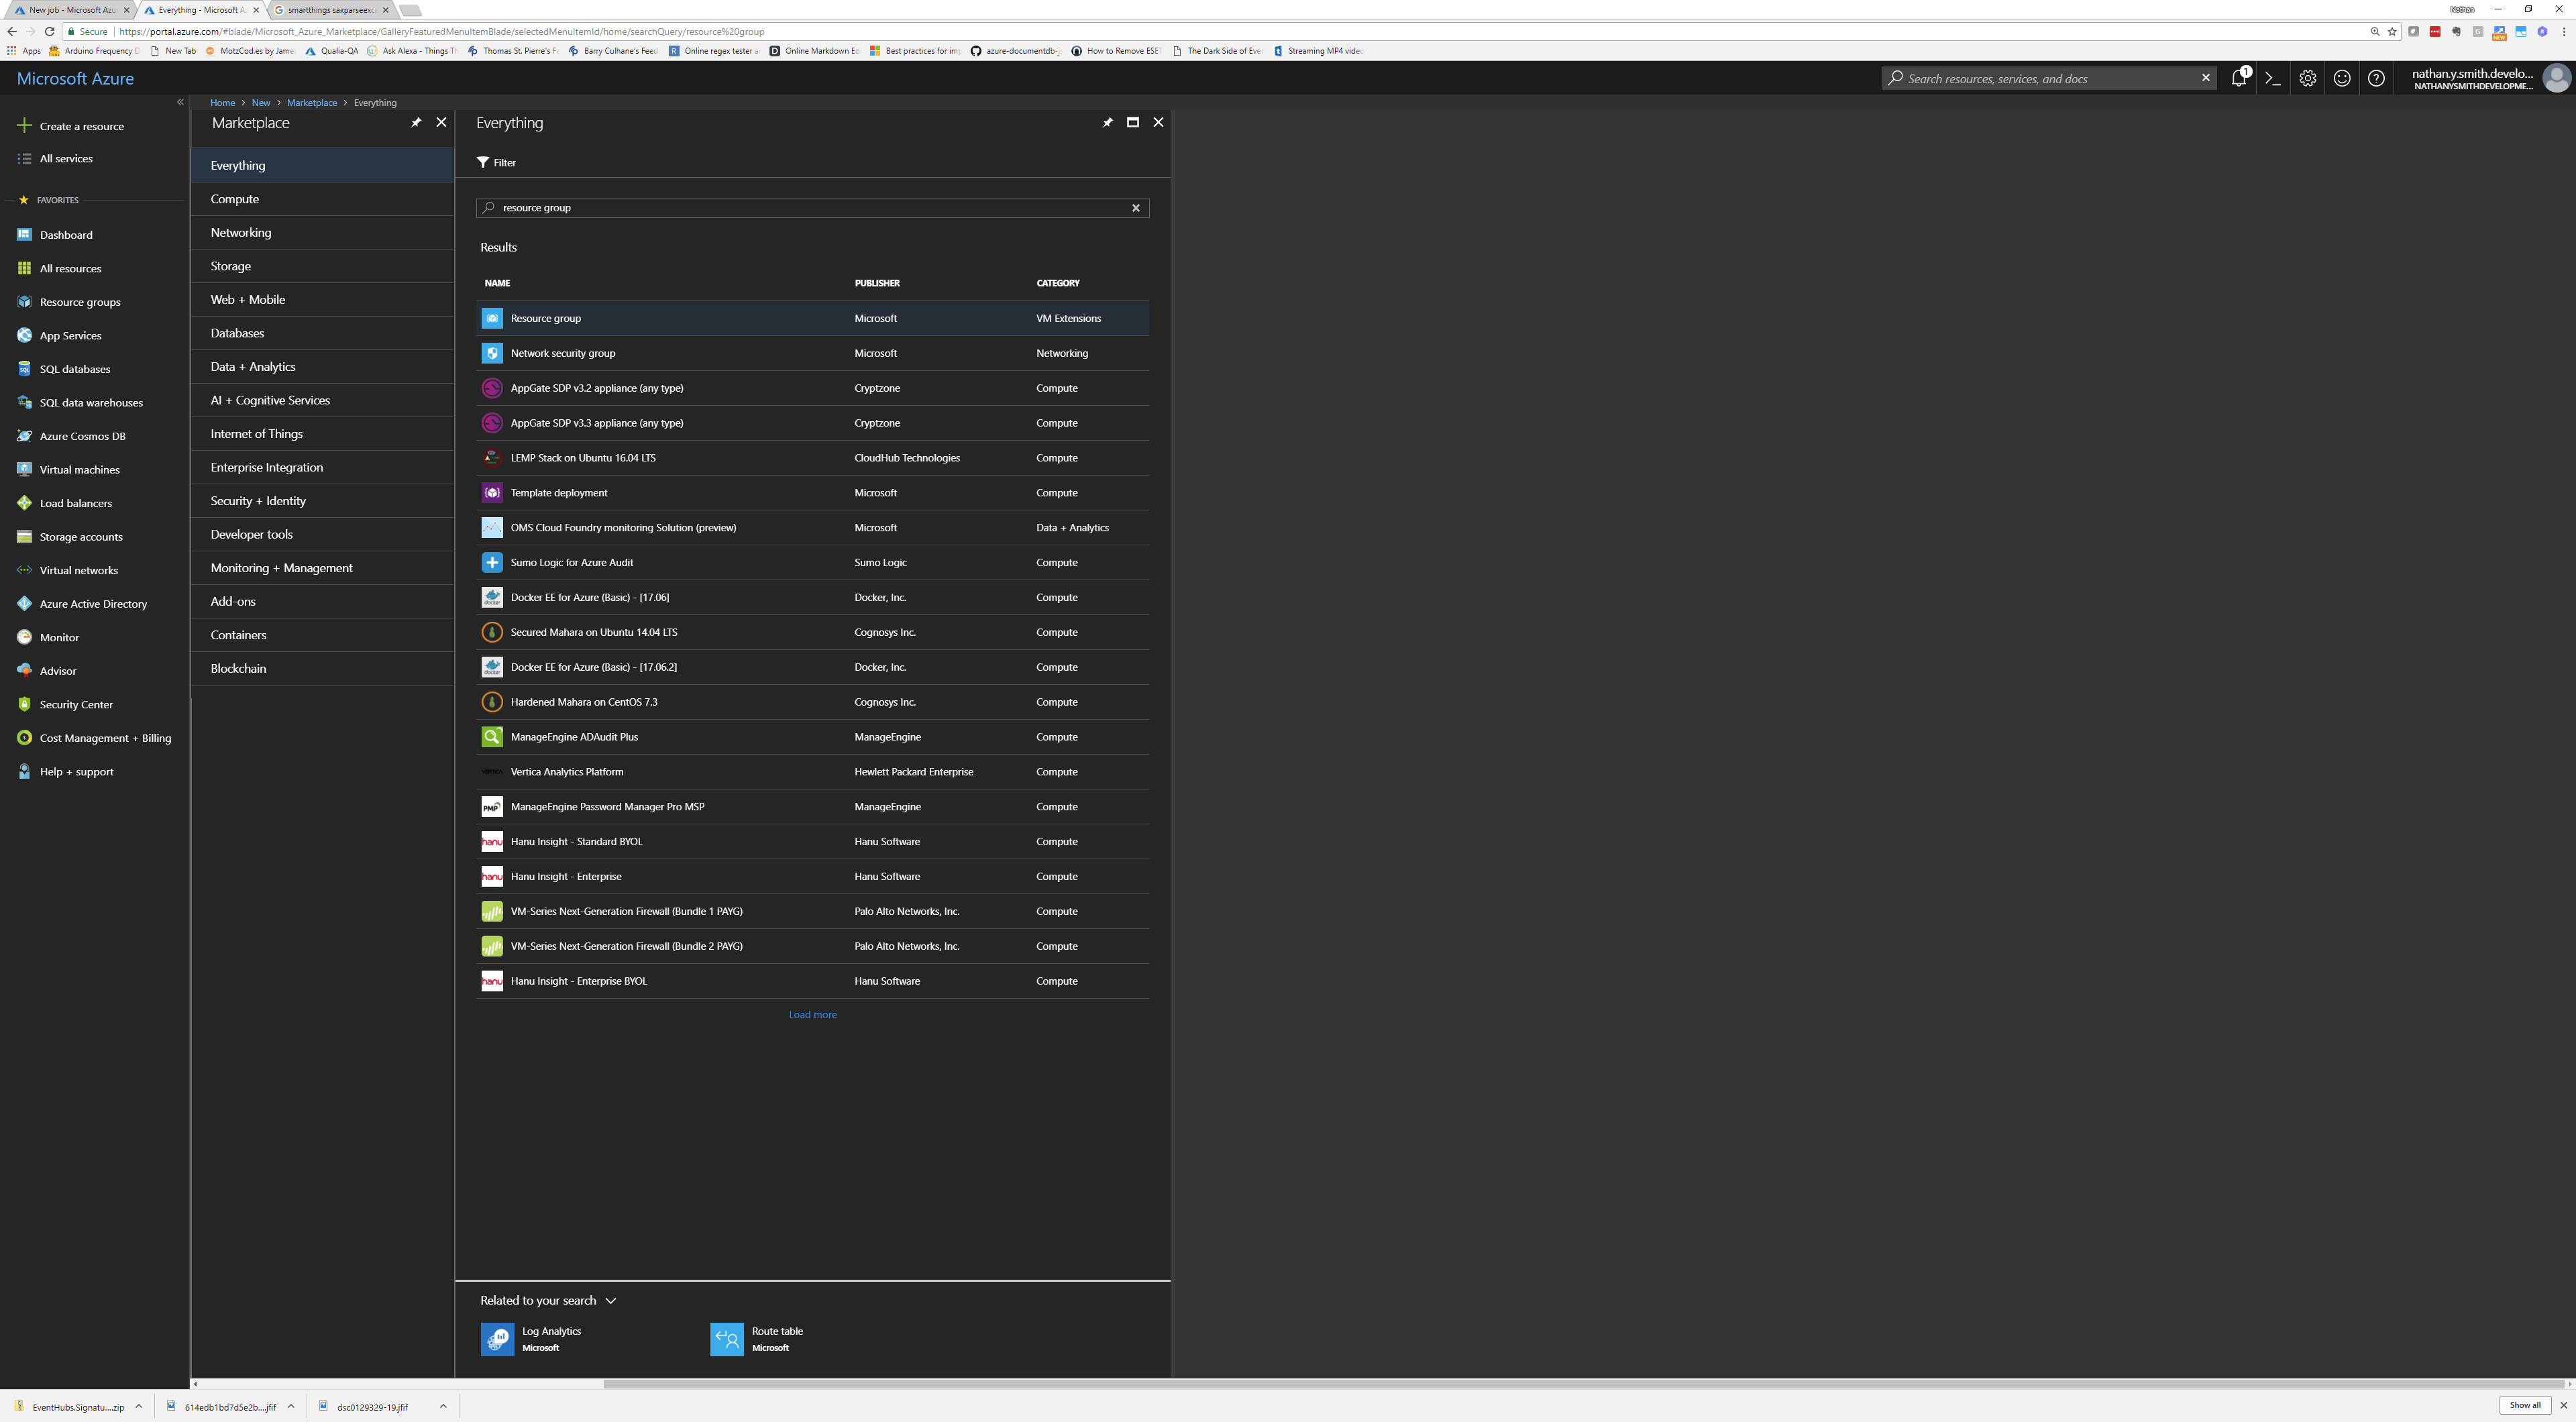 New job - Microsoft Azu
Everything - Microsoft A
smartthings saxparseexc
Nathan
Secure
https://portal.azure.com/#blade/Microsoft_Azure_Marketplace/GalleryFeaturedMenuItemBlade/selectedMenuItemId/home/searchQuery/resource%20group
Apps Arduino Frequency D New Tab MotzCod.es by James Qualia-QA Ask Alexa - Things Th Thomas St. Pierre's Fe Barry Culhane's Feed Online regex tester a Online Markdown Ed Best practices for imp azure-documentdb-j How to Remove ESET The Dark Side of Ever Streaming MP4 video
Microsoft Azure
Search resources, services, and docs
1
nathan.y.smith.develo...
NATHANYSMITHDEVELOPME...
Home > New > Marketplace > Everything
Create a resource
All services
FAVORITES
Dashboard
All resources
Resource groups
App Services
SQL databases
SQL data warehouses
Azure Cosmos DB
Virtual machines
Load balancers
Storage accounts
Virtual networks
Azure Active Directory
Monitor
Advisor
Security Center
Cost Management + Billing
Help + support
Marketplace
Everything
Compute
Networking
Storage
Web + Mobile
Databases
Data + Analytics
AI + Cognitive Services
Internet of Things
Enterprise Integration
Security + Identity
Developer tools
Monitoring + Management
Add-ons
Containers
Blockchain
Everything
Filter
resource group
Results
NAME PUBLISHER CATEGORY
Resource group Microsoft VM Extensions
Network security group Microsoft Networking
AppGate SDP v3.2 appliance (any type) Cryptzone Compute
AppGate SDP v3.3 appliance (any type) Cryptzone Compute
LEMP Stack on Ubuntu 16.04 LTS CloudHub Technologies Compute
Template deployment Microsoft Compute
OMS Cloud Foundry monitoring Solution (preview) Microsoft Data + Analytics
Sumo Logic for Azure Audit Sumo Logic Compute
docker Docker EE for Azure (Basic) - [17.06] Docker, Inc. Compute
Secured Mahara on Ubuntu 14.04 LTS Cognosys Inc. Compute
docker Docker EE for Azure (Basic) - [17.06.2] Docker, Inc. Compute
Hardened Mahara on CentOS 7.3 Cognosys Inc. Compute
ManageEngine ADAudit Plus ManageEngine Compute
Vertica Analytics Platform Hewlett Packard Enterprise Compute
PMP ManageEngine Password Manager Pro MSP ManageEngine Compute
hanu Hanu Insight - Standard BYOL Hanu Software Compute
hanu Hanu Insight - Enterprise Hanu Software Compute
VM-Series Next-Generation Firewall (Bundle 1 PAYG) Palo Alto Networks, Inc. Compute
VM-Series Next-Generation Firewall (Bundle 2 PAYG) Palo Alto Networks, Inc. Compute
hanu Hanu Insight - Enterprise BYOL Hanu Software Compute
Load more
Related to your search
Log Analytics
Microsoft
Route table
Microsoft
EventHubs.Signatu....zip
614edb1bd7d5e2b....jfif
dsc0129329-19.jfif
Show all